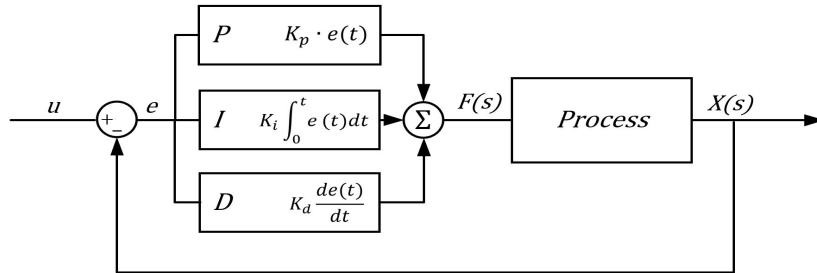 P K_p · e(t)
u
+
−
e
I K_i ∫_0^t e (t)dt
Σ
F(s)
Process
X(s)
D K_d de(t)/dt